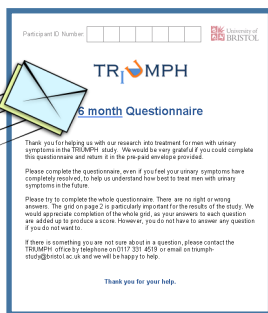 Participant ID Number:
University of
BRISTOL
TRIUMPH
6 month Questionnaire
Thank you for helping us with our research into treatment for men with urinary
symptoms in the TRIUMPH study. We would be very grateful if you could complete
this questionnaire and return it in the pre-paid envelope provided.
Please complete the questionnaire, even if you feel your urinary symptoms have
completely resolved, to help us understand how best to treat men with urinary
symptoms in the future.
Please try to complete the whole questionnaire. There are no right or wrong
answers. The grid on page 2 is particularly important for the results of the study. We
would appreciate completion of the whole grid, as your answers to each question
are added up to produce a score. However, you do not have to answer any question
if you do not want to.
If there is something you are not sure about in a question, please contact the
TRIUMPH office by telephone on 0117 331 4519 or email on triumph-
study@bristol.ac.uk and we will be happy to help.
Thank you for your help.